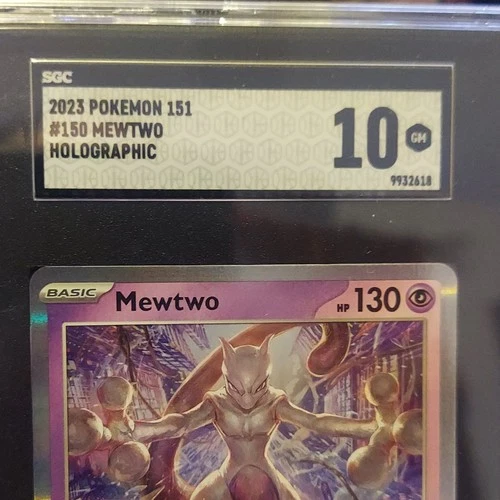 SGC
2023 POKEMON 151
#150 MEWTWO
HOLOGRAPHIC
10 GM
9932618
BASIC Mewtwo HP 130